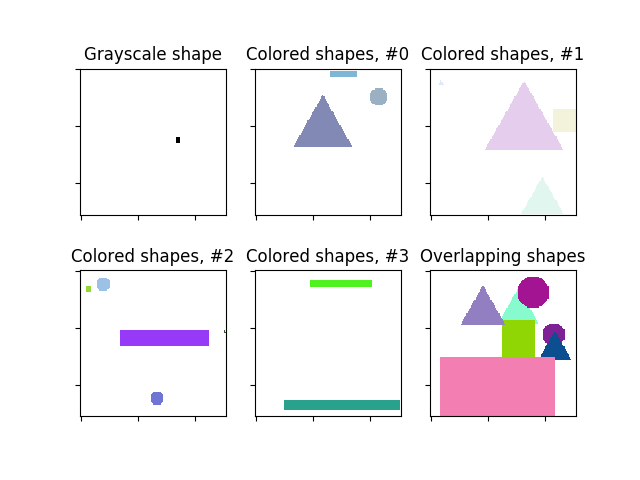 Grayscale shape
Colored shapes, #0
Colored shapes, #1
Colored shapes, #2
Colored shapes, #3
Overlapping shapes